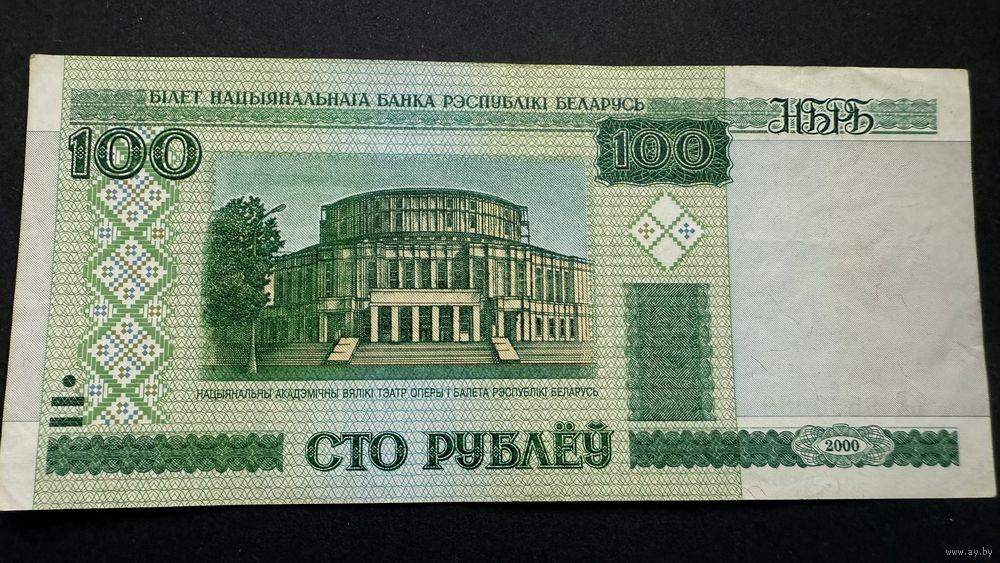 БІЛЕТ НАЦЫЯНАЛЬНАГА БАНКА РЭСПУБЛІКІ БЕЛАРУСЬ
НБРБ
100
100
НАЦЫЯНАЛЬНЫ АКАДЭМІЧНЫ ВЯЛІКІ ТЭАТР ОПЕРЫ І БАЛЕТА РЭСПУБЛІКІ БЕЛАРУСЬ
СТО РУБЛЁЎ
2000
www.ay.by